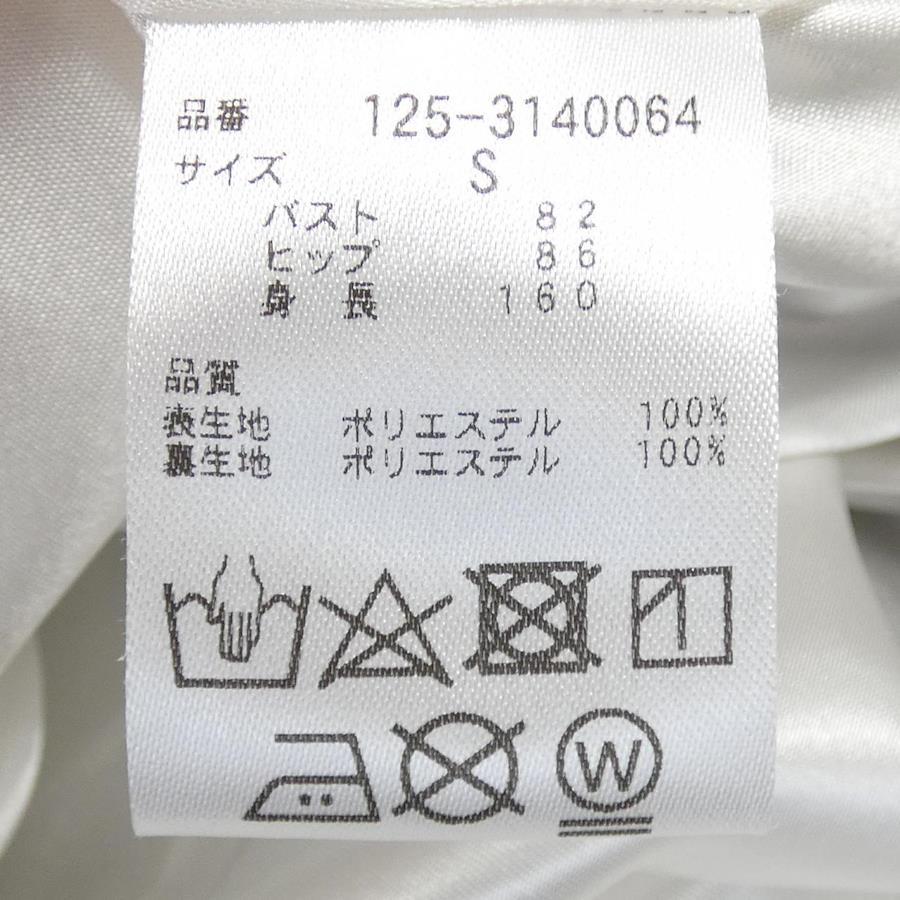 品番 125-3140064
サイズ S
バスト 82
ヒップ 86
身長 160
品質
表生地 ポリエステル 100%
裏生地 ポリエステル 100%
W